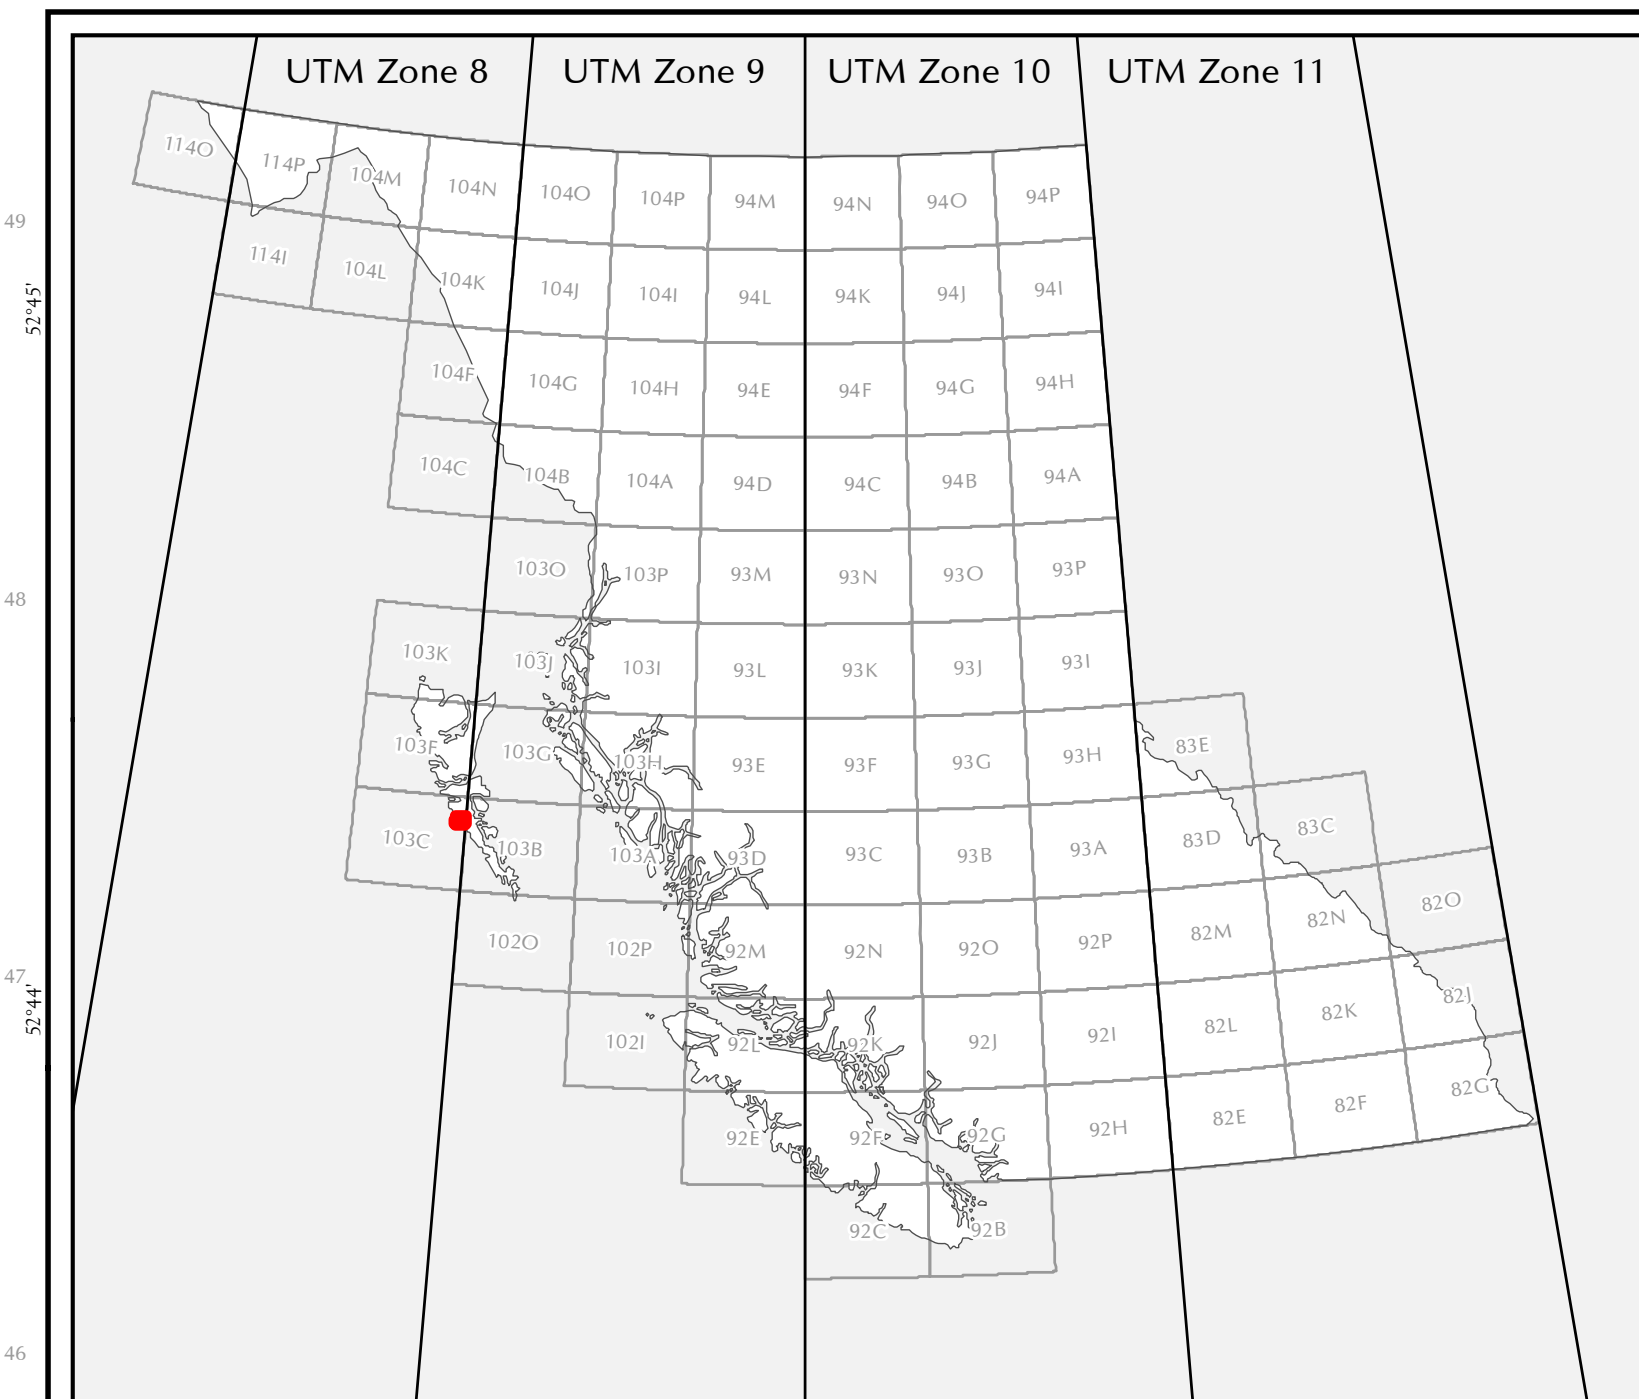 UTM Zone 8 UTM Zone 9 UTM Zone 10 UTM Zone 11
114O 114P 104M 104N 104O 104P 94M 94N 94O 94P
49
114I 104L 104K 104J 104I 94L 94K 94J 94I
52°45'
104F 104G 104H 94E 94F 94G 94H
104C 104B 104A 94D 94C 94B 94A
103O 103P 93M 93N 93O 93P
48
103K 103J 103I 93L 93K 93J 93I
103F 103G 103H 93E 93F 93G 93H 83E
103C 103B 103A 93D 93C 93B 93A 83D 83C
102O 102P 92M 92N 92O 92P 82M 82N 82O
47
52°44'
102I 92L 92K 92J 92I 82L 82K 82J
92E 92F 92G 92H 82E 82F 82G
92C 92B
46